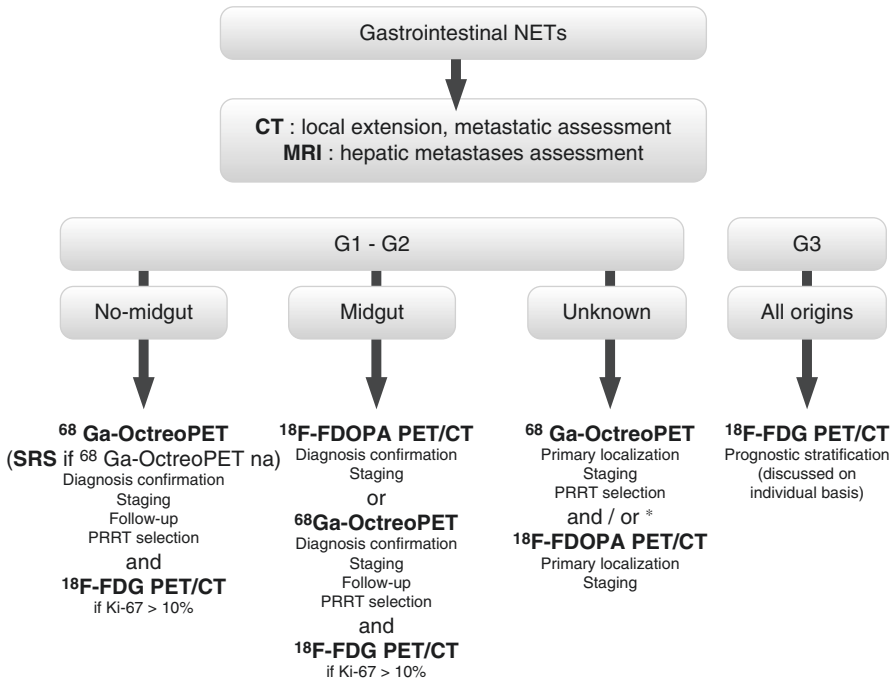 Gastrointestinal NETs
CT : local extension, metastatic assessment
MRI : hepatic metastases assessment
G1 - G2
G3
No-midgut
Midgut
Unknown
All origins
⁶⁸ Ga-OctreoPET
(SRS if ⁶⁸ Ga-OctreoPET na)
Diagnosis confirmation
Staging
Follow-up
PRRT selection
and
¹⁸F-FDG PET/CT
if Ki-67 > 10%
¹⁸F-FDOPA PET/CT
Diagnosis confirmation
Staging
or
⁶⁸Ga-OctreoPET
Diagnosis confirmation
Staging
Follow-up
PRRT selection
and
¹⁸F-FDG PET/CT
if Ki-67 > 10%
⁶⁸ Ga-OctreoPET
Primary localization
Staging
PRRT selection
and / or *
¹⁸F-FDOPA PET/CT
Primary localization
Staging
¹⁸F-FDG PET/CT
Prognostic stratification
(discussed on
individual basis)